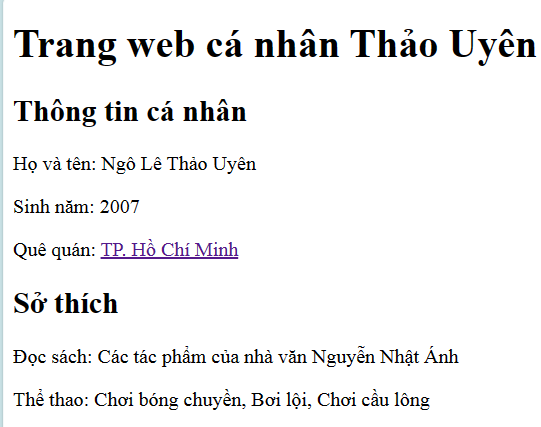 Trang web cá nhân Thảo Uyên
Thông tin cá nhân
Họ và tên: Ngô Lê Thảo Uyên
Sinh năm: 2007
Quê quán: TP. Hồ Chí Minh
Sở thích
Đọc sách: Các tác phẩm của nhà văn Nguyễn Nhật Ánh
Thể thao: Chơi bóng chuyền, Bơi lội, Chơi cầu lông